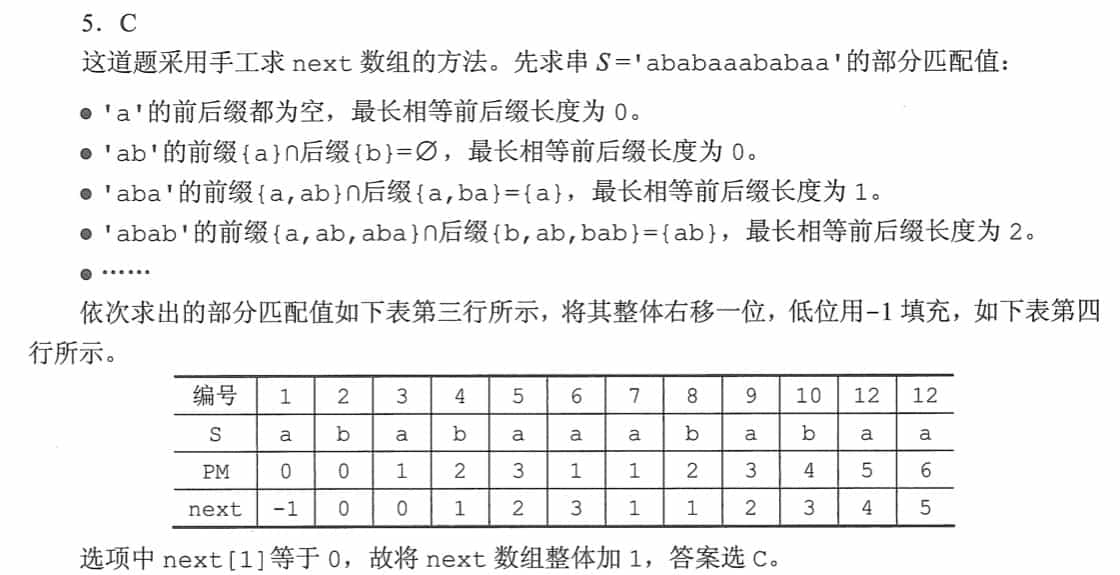 5. C
这道题采用手工求 next 数组的方法。先求串 S='ababaaababaa'的部分匹配值：
● 'a'的前后缀都为空，最长相等前后缀长度为 0。
● 'ab'的前缀{a}∩后缀{b}=∅，最长相等前后缀长度为 0。
● 'aba'的前缀{a,ab}∩后缀{a,ba}={a}，最长相等前后缀长度为 1。
● 'abab'的前缀{a,ab,aba}∩后缀{b,ab,bab}={ab}，最长相等前后缀长度为 2。
● ……
依次求出的部分匹配值如下表第三行所示，将其整体右移一位，低位用-1 填充，如下表第四
行所示。
编号 1 2 3 4 5 6 7 8 9 10 12 12
S a b a b a a a b a b a a
PM 0 0 1 2 3 1 1 2 3 4 5 6
next -1 0 0 1 2 3 1 1 2 3 4 5
选项中 next[1]等于 0，故将 next 数组整体加 1，答案选 C。